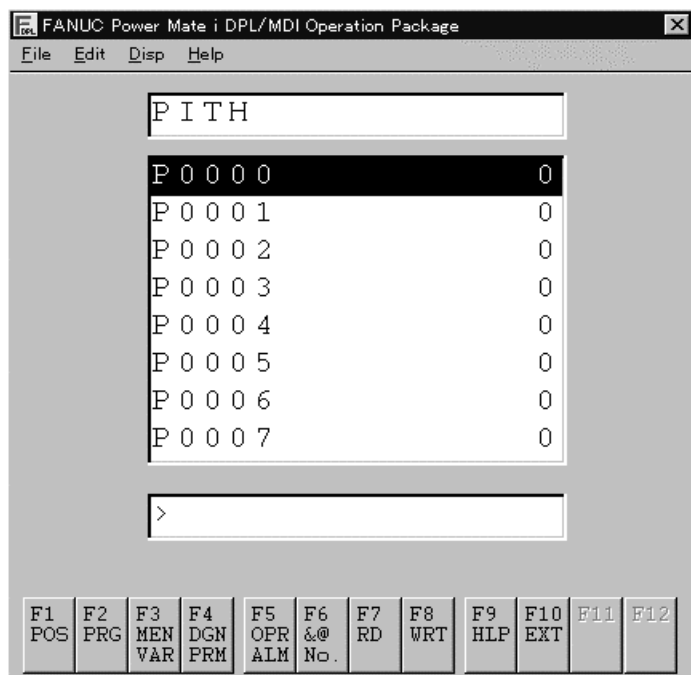 FANUC Power Mate i DPL/MDI Operation Package
File Edit Disp Help
PITH
P0000 0
P0001 0
P0002 0
P0003 0
P0004 0
P0005 0
P0006 0
P0007 0
>
F1 POS
F2 PRG
F3 MEN VAR
F4 DGN PRM
F5 OPR ALM
F6 &@ No.
F7 RD
F8 WRT
F9 HLP
F10 EXT
F11
F12